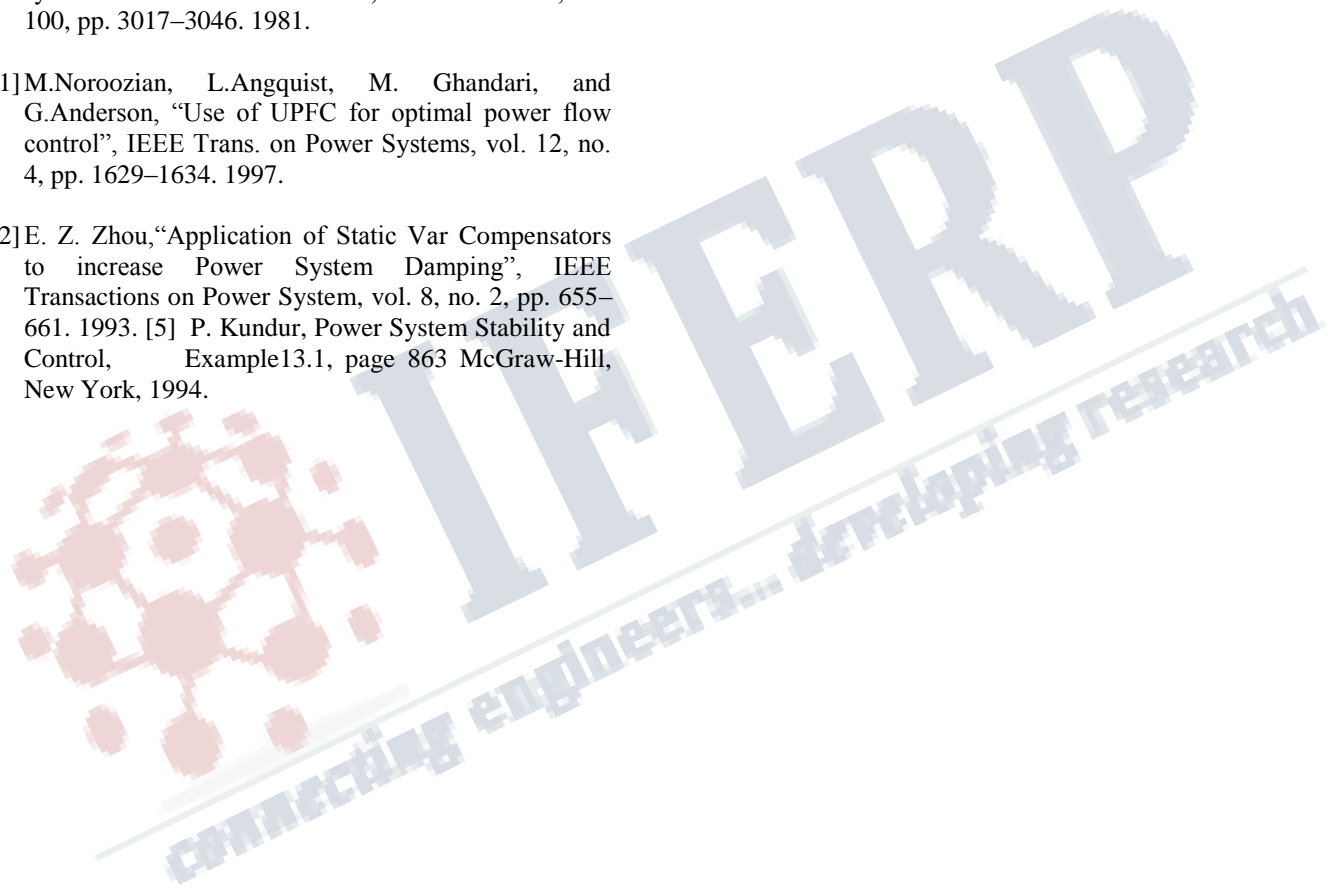 100, pp. 3017–3046. 1981.
1]M.Noroozian, L.Angquist, M. Ghandari, and
G.Anderson, “Use of UPFC for optimal power flow
control”, IEEE Trans. on Power Systems, vol. 12, no.
4, pp. 1629–1634. 1997.
2]E. Z. Zhou,“Application of Static Var Compensators
to increase Power System Damping”, IEEE
Transactions on Power System, vol. 8, no. 2, pp. 655–
661. 1993. [5] P. Kundur, Power System Stability and
Control, Example13.1, page 863 McGraw-Hill,
New York, 1994.
IFERP
connecting engineers... developing research